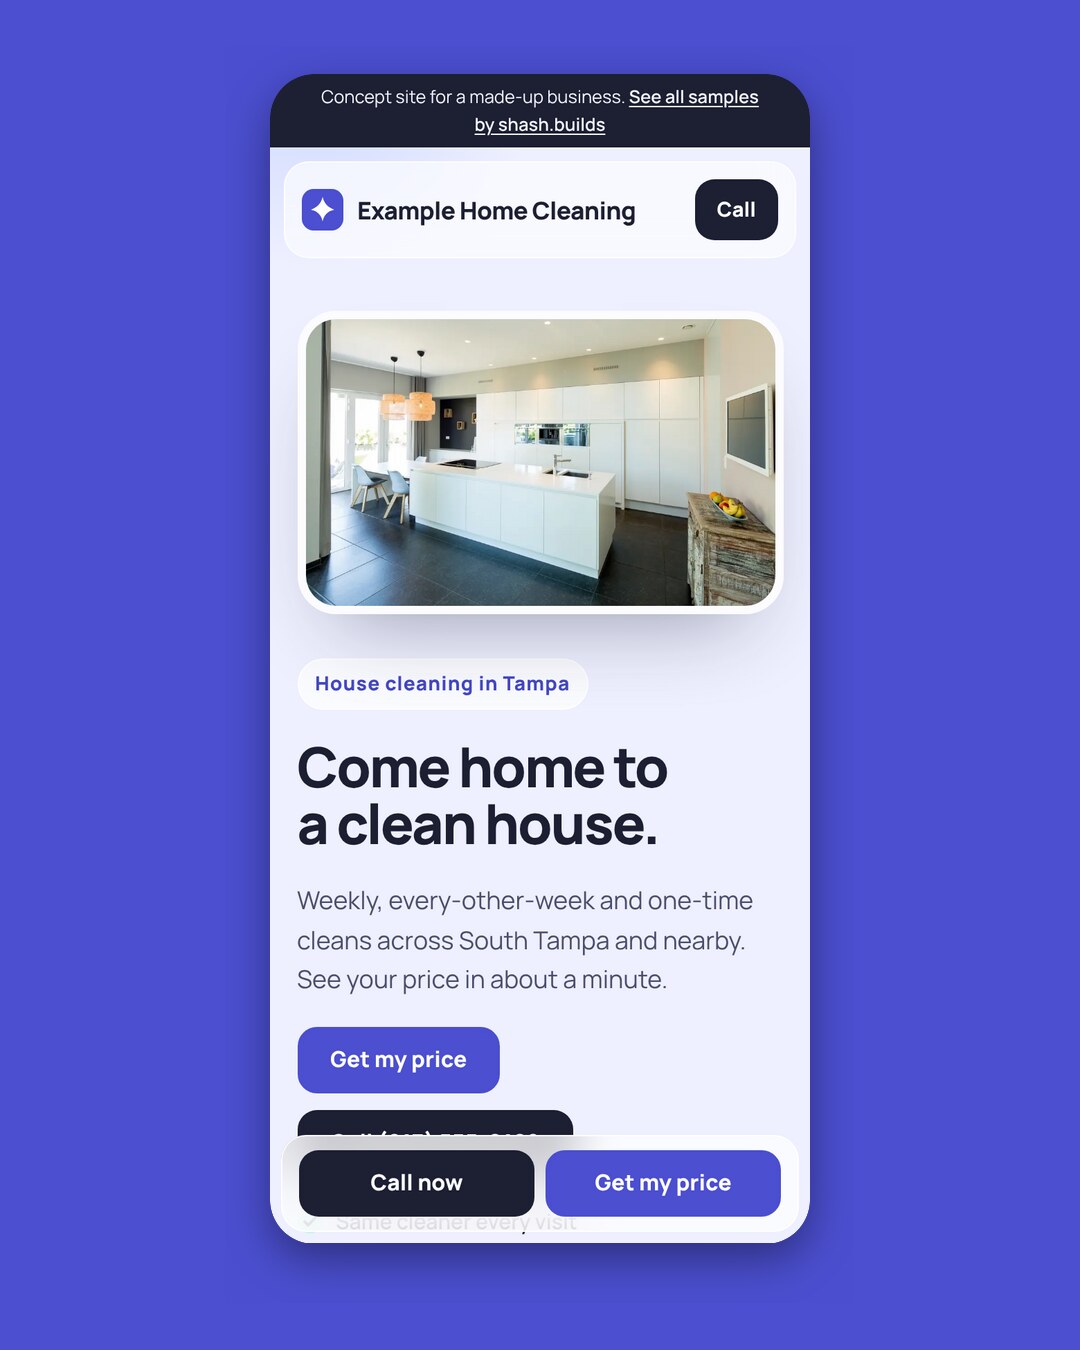 Concept site for a made-up business. See all samples
by shash.builds
Example Home Cleaning
Call
House cleaning in Tampa
Come home to
a clean house.
Weekly, every-other-week and one-time
cleans across South Tampa and nearby.
See your price in about a minute.
Get my price
Call now
Get my price
Same cleaner every visit